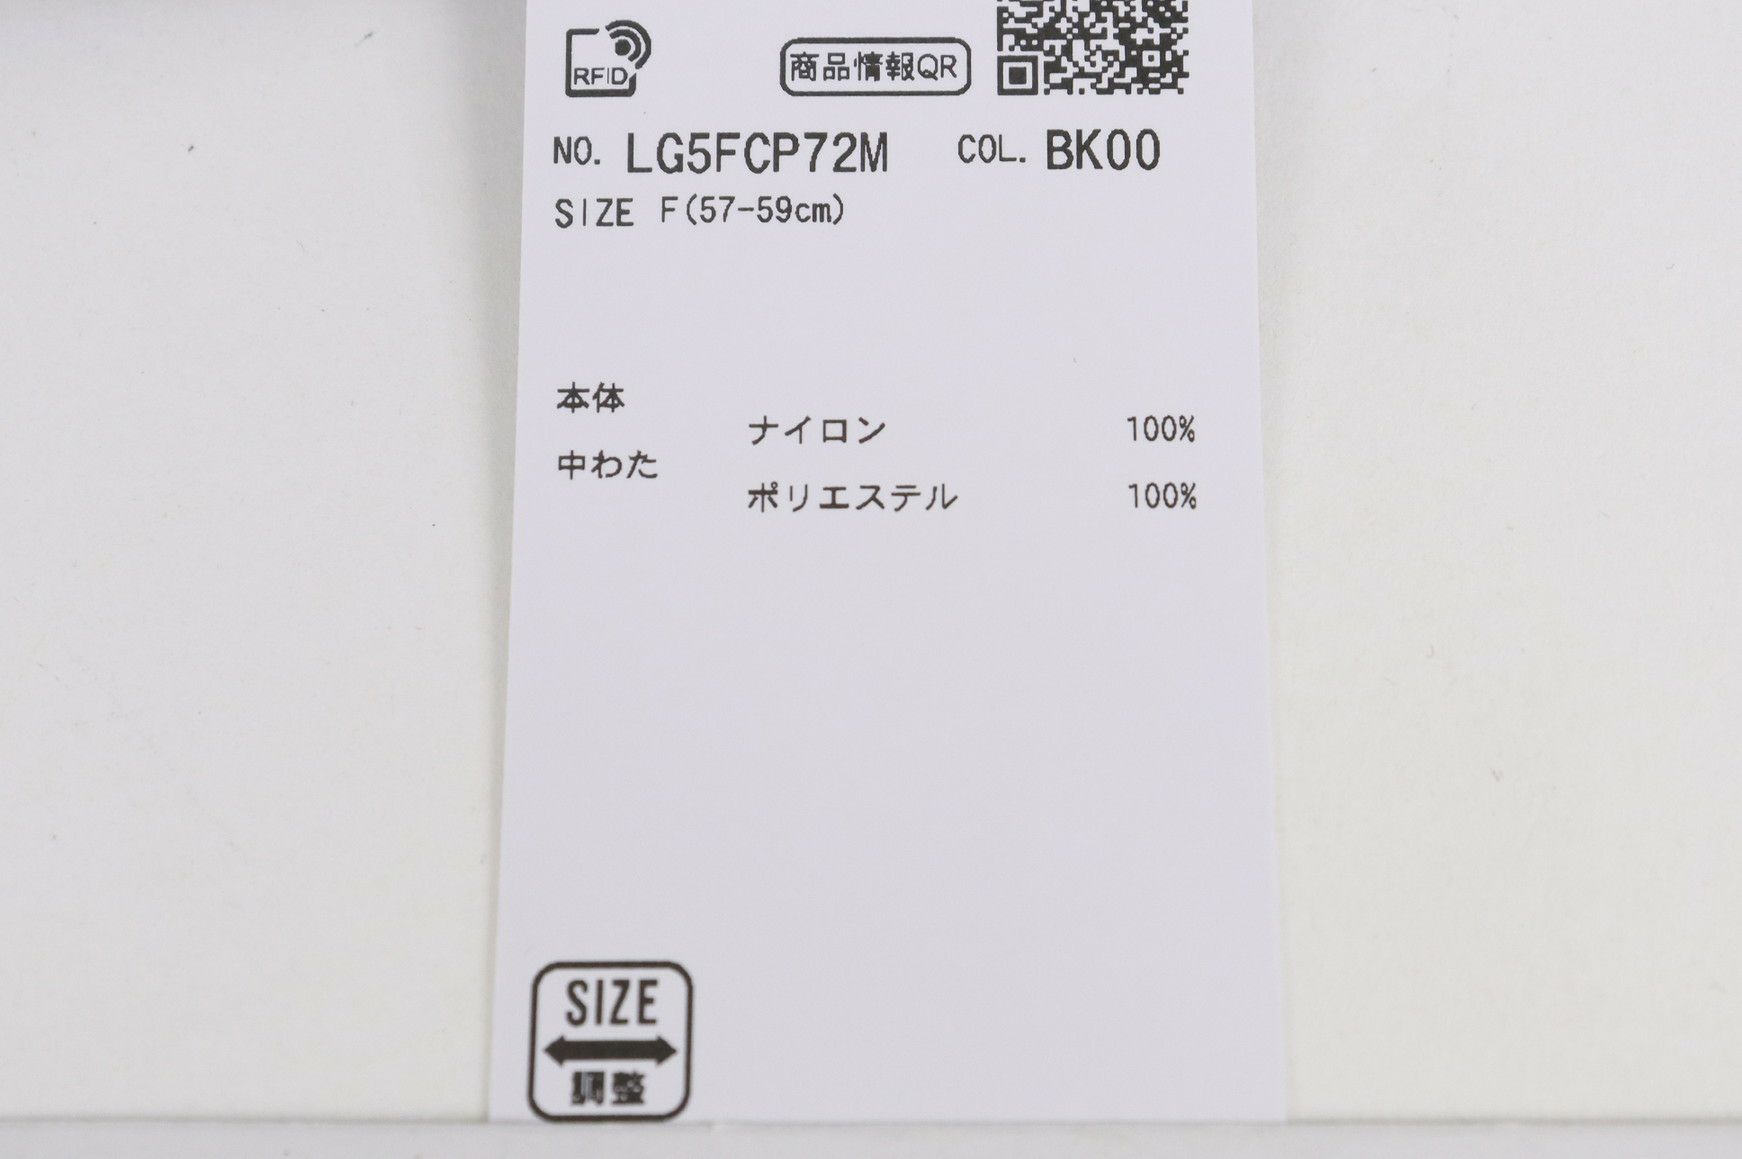 RFID
商品情報QR
NO. LG5FCP72M COL. BK00
SIZE F(57-59cm)
本体
ナイロン 100%
中わた
ポリエステル 100%
SIZE
調整